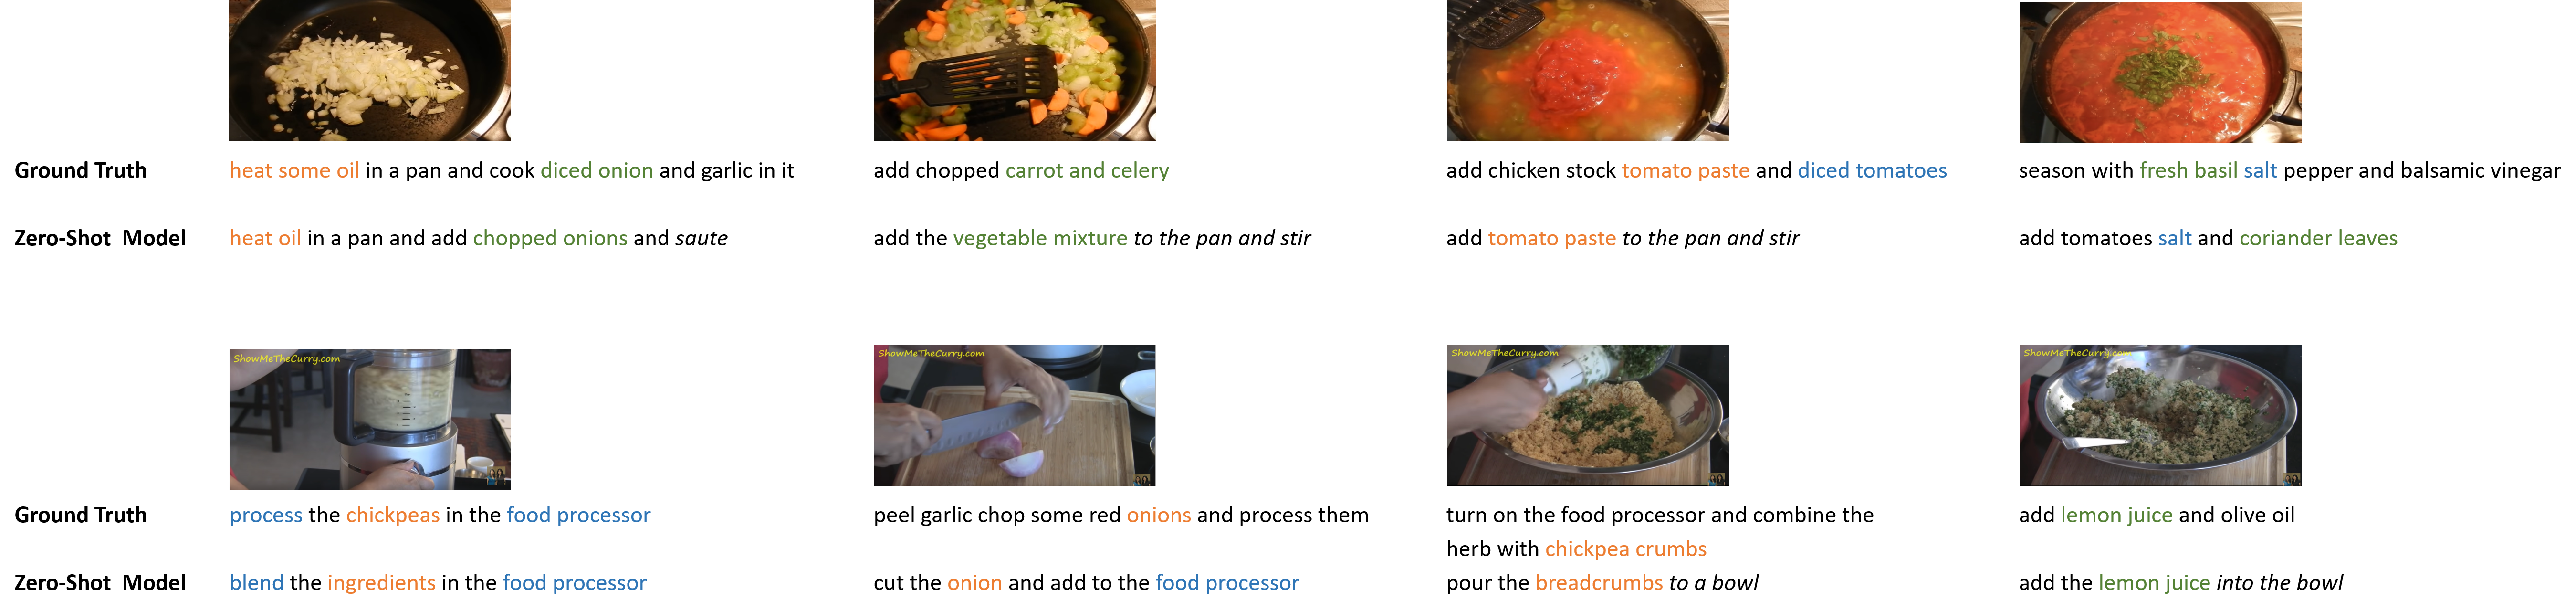 Ground Truth heat some oil in a pan and cook diced onion and garlic in it add chopped carrot and celery add chicken stock tomato paste and diced tomatoes season with fresh basil salt pepper and balsamic vinegar
Zero-Shot Model heat oil in a pan and add chopped onions and saute add the vegetable mixture to the pan and stir add tomato paste to the pan and stir add tomatoes salt and coriander leaves
ShowMeTheCurry.com ShowMeTheCurry.com ShowMeTheCurry.com ShowMeTheCurry.com
Ground Truth process the chickpeas in the food processor peel garlic chop some red onions and process them turn on the food processor and combine the add lemon juice and olive oil
herb with chickpea crumbs
Zero-Shot Model blend the ingredients in the food processor cut the onion and add to the food processor pour the breadcrumbs to a bowl add the lemon juice into the bowl